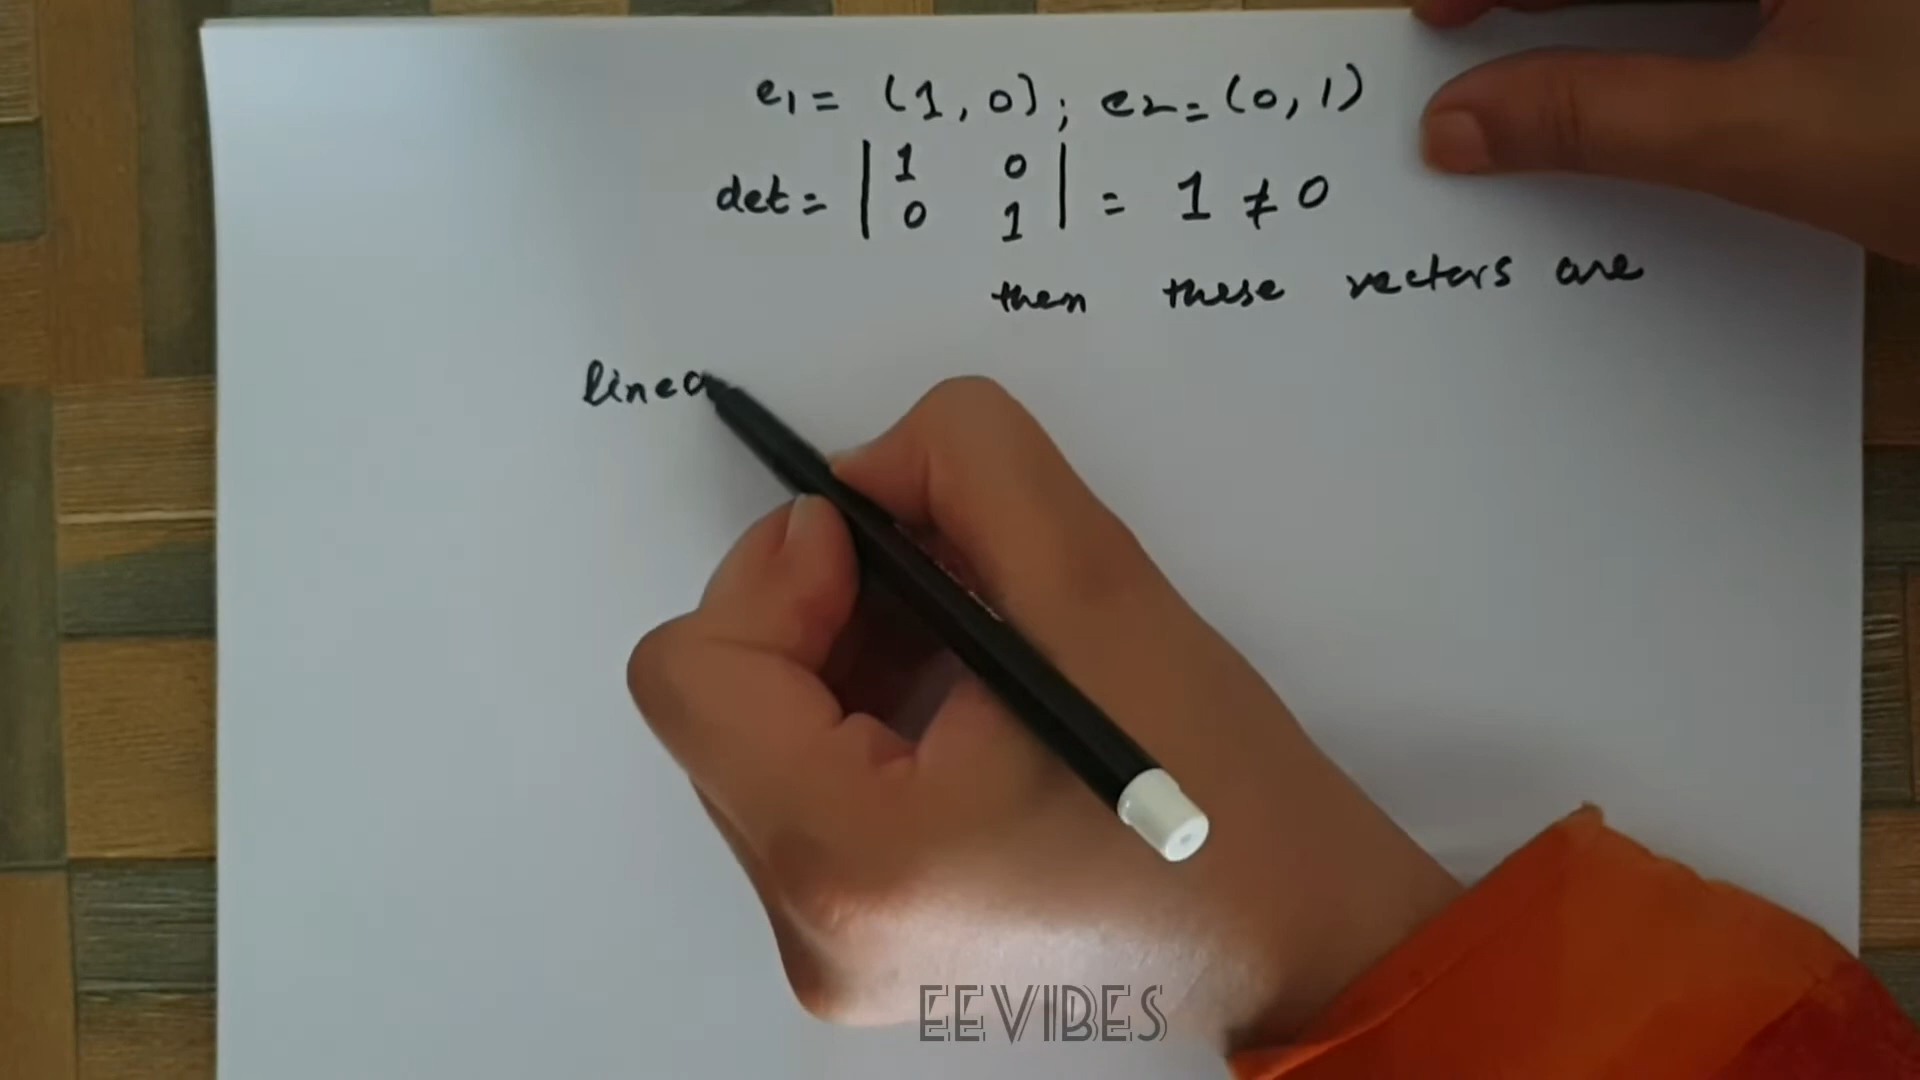 e1 = (1, 0); e2 = (0, 1)
det = | 1 0 |
| 0 1 | = 1 ≠ 0
then these vectors are
linea
EEVIBES